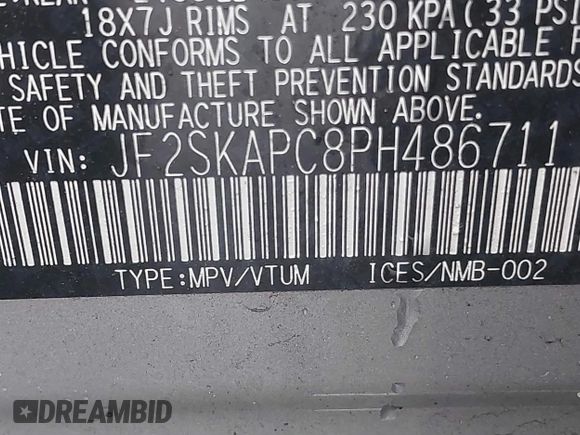 18X7J RIMS AT 230 KPA(33 PSI
HICLE CONFORMS TO ALL APPLICABLE F
SAFETY AND THEFT PREVENTION STANDARDS
TE OF MANUFACTURE SHOWN ABOVE.
VIN: JF2SKAPC8PH486711
TYPE:MPV/VTUM ICES/NMB-002
DREAMBID